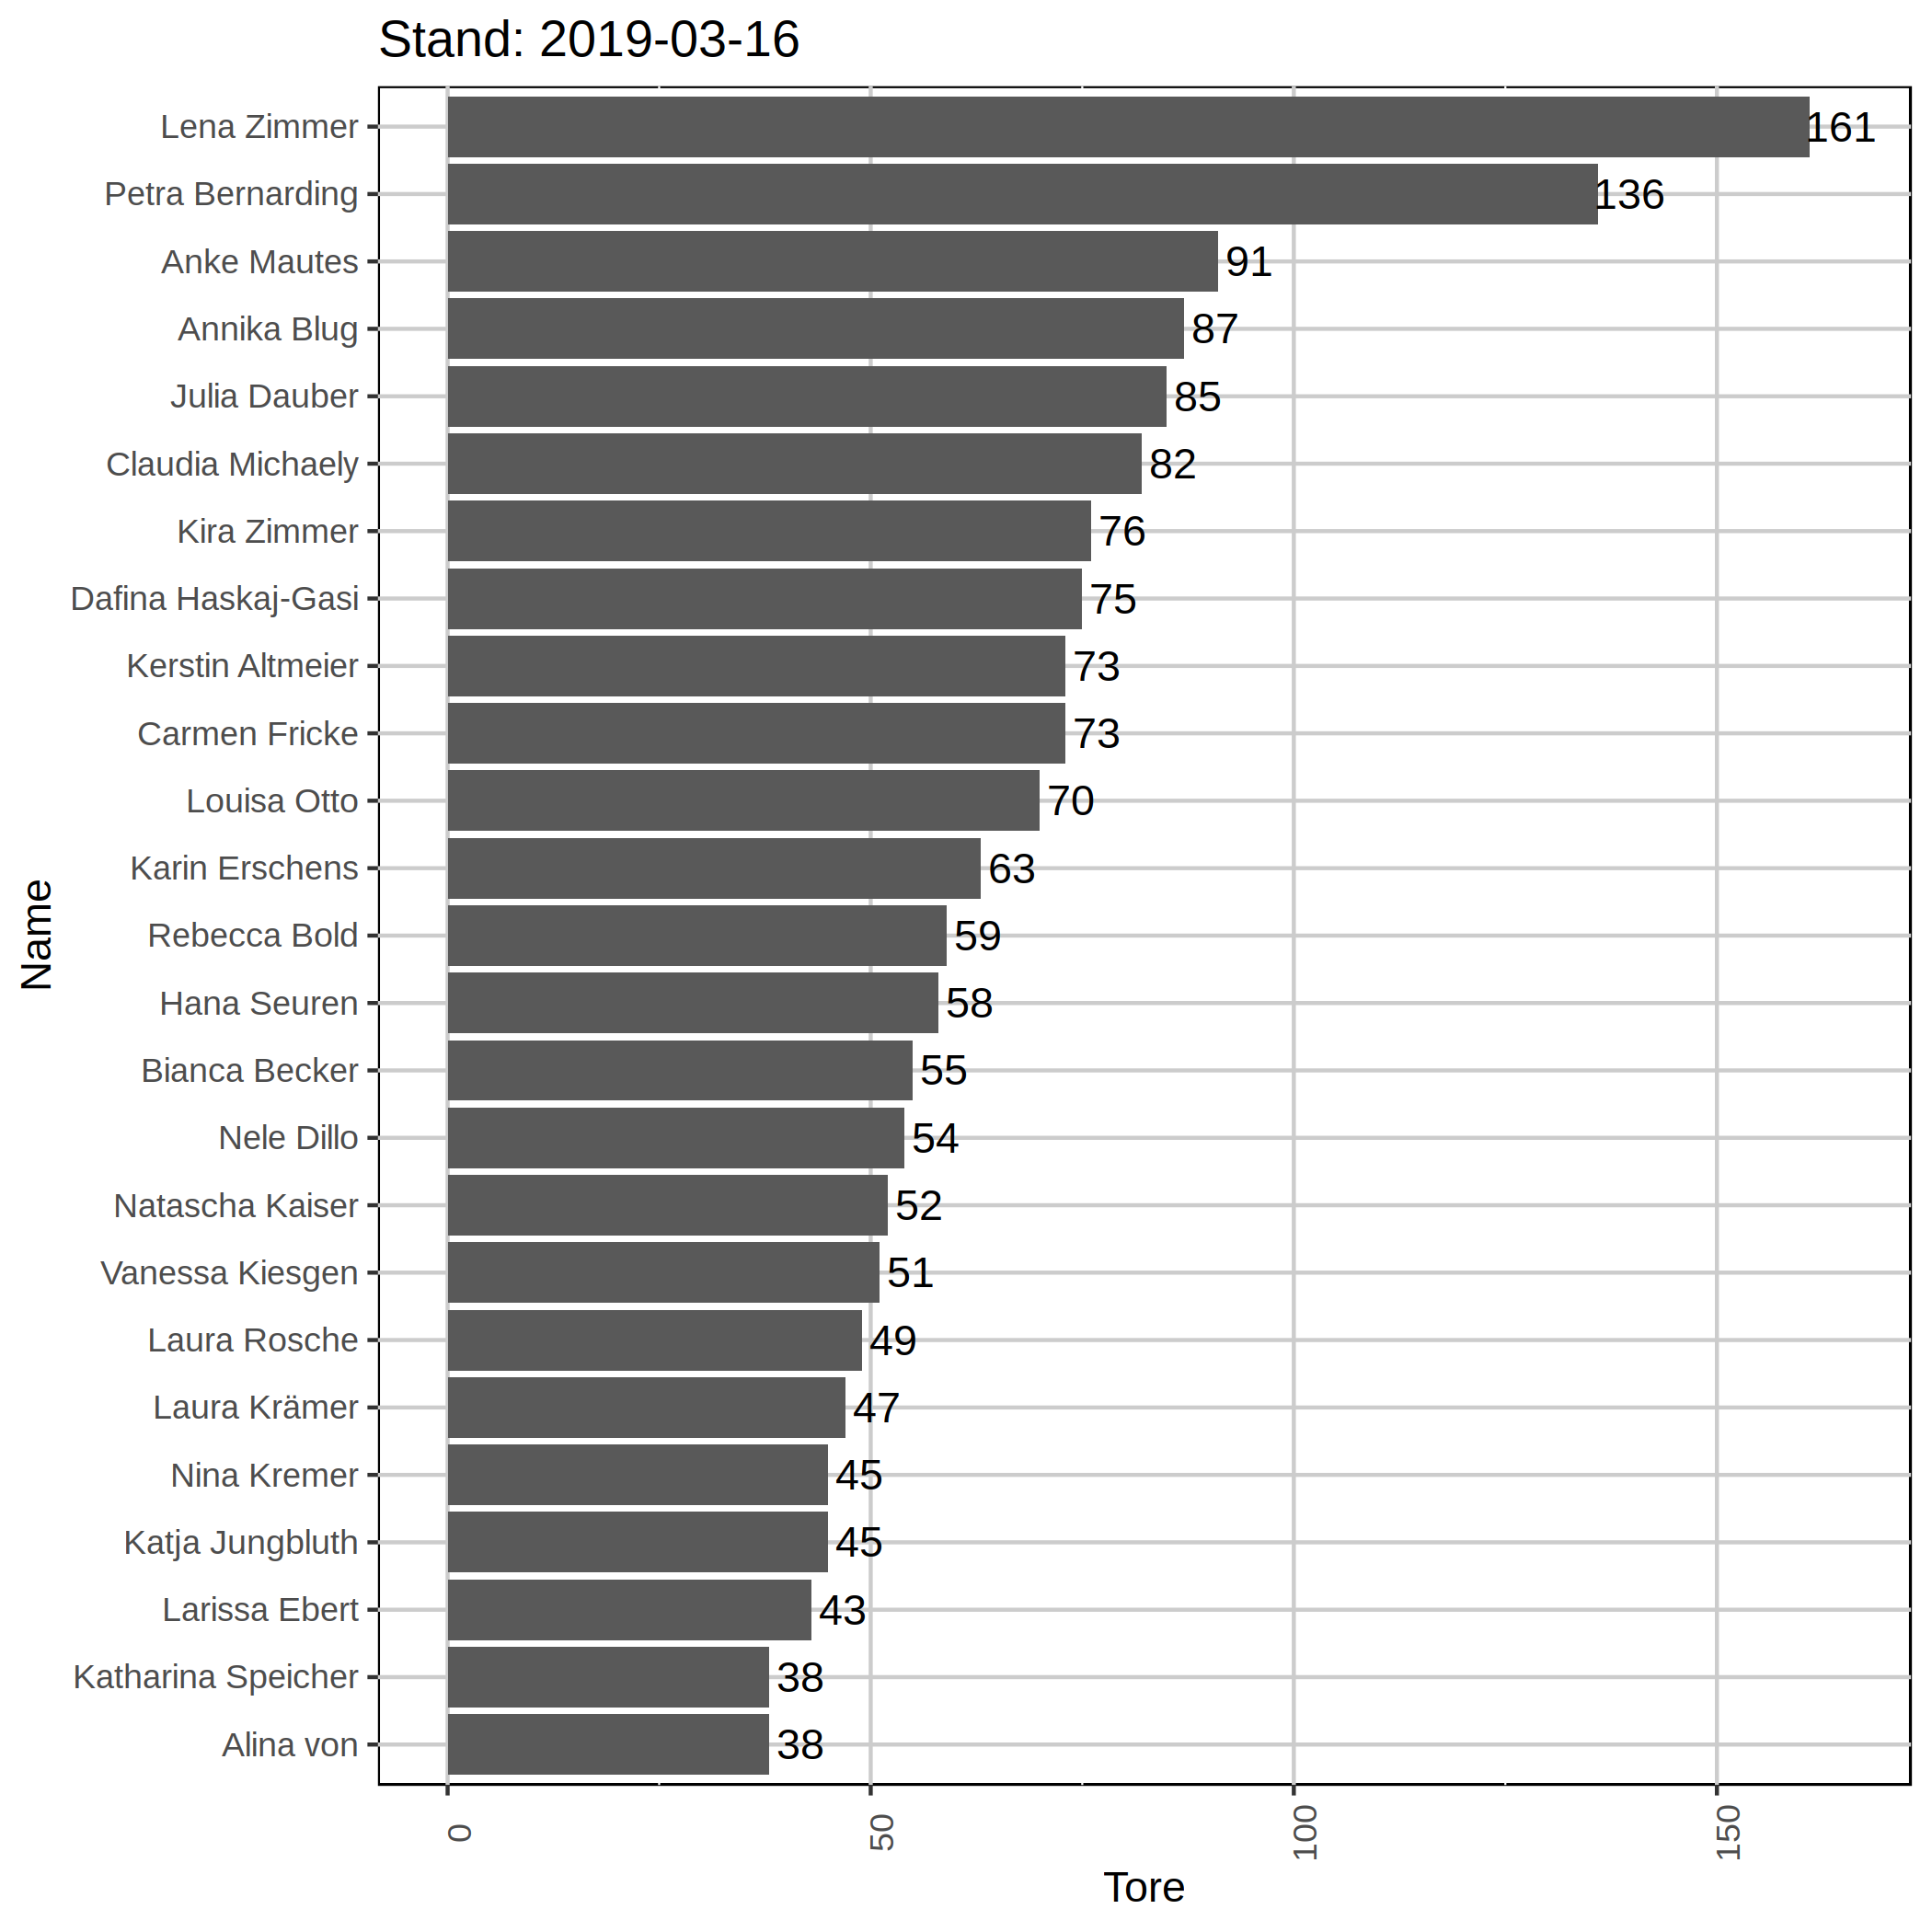 Stand: 2019-03-16
Lena Zimmer 161
Petra Bernarding 136
Anke Mautes 91
Annika Blug 87
Julia Dauber 85
Claudia Michaely 82
Kira Zimmer 76
Dafina Haskaj-Gasi 75
Kerstin Altmeier 73
Carmen Fricke 73
Louisa Otto 70
Karin Erschens 63
Rebecca Bold 59
Hana Seuren 58
Bianca Becker 55
Nele Dillo 54
Natascha Kaiser 52
Vanessa Kiesgen 51
Laura Rosche 49
Laura Krämer 47
Nina Kremer 45
Katja Jungbluth 45
Larissa Ebert 43
Katharina Speicher 38
Alina von 38
Name
0 50 100 150
Tore